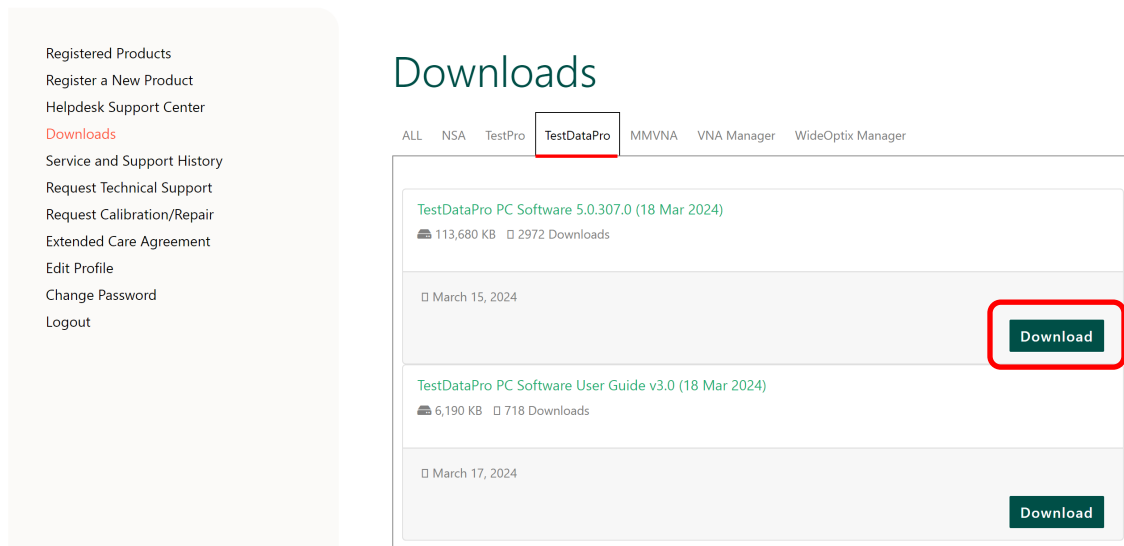 Registered Products
Register a New Product
Helpdesk Support Center
Downloads
Service and Support History
Request Technical Support
Request Calibration/Repair
Extended Care Agreement
Edit Profile
Change Password
Logout
Downloads
ALL NSA TestPro TestDataPro MMVNA VNA Manager WideOptix Manager
TestDataPro PC Software 5.0.307.0 (18 Mar 2024)
113,680 KB 2972 Downloads
March 15, 2024
Download
TestDataPro PC Software User Guide v3.0 (18 Mar 2024)
6,190 KB 718 Downloads
March 17, 2024
Download